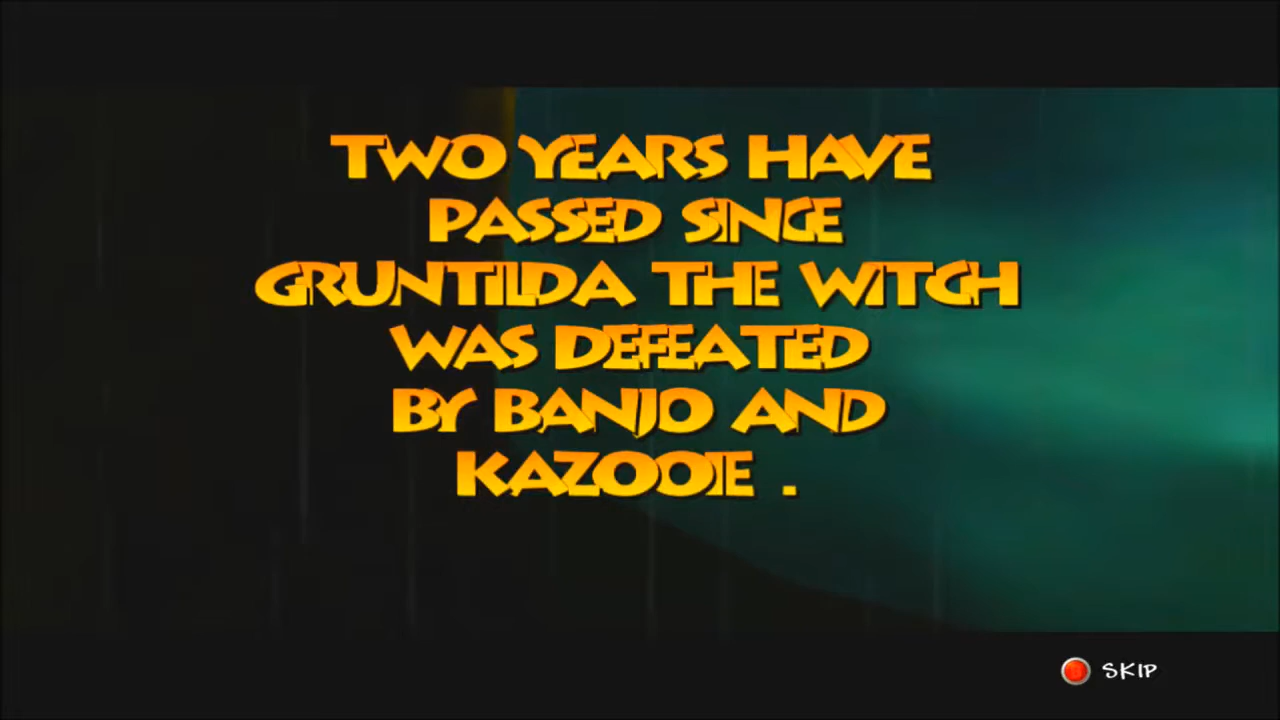 TWO YEARS HAVE
PASSED SINCE
GRUNTILDA THE WITCH
WAS DEFEATED
BY BANJO AND
KAZOOIE .
SKIP